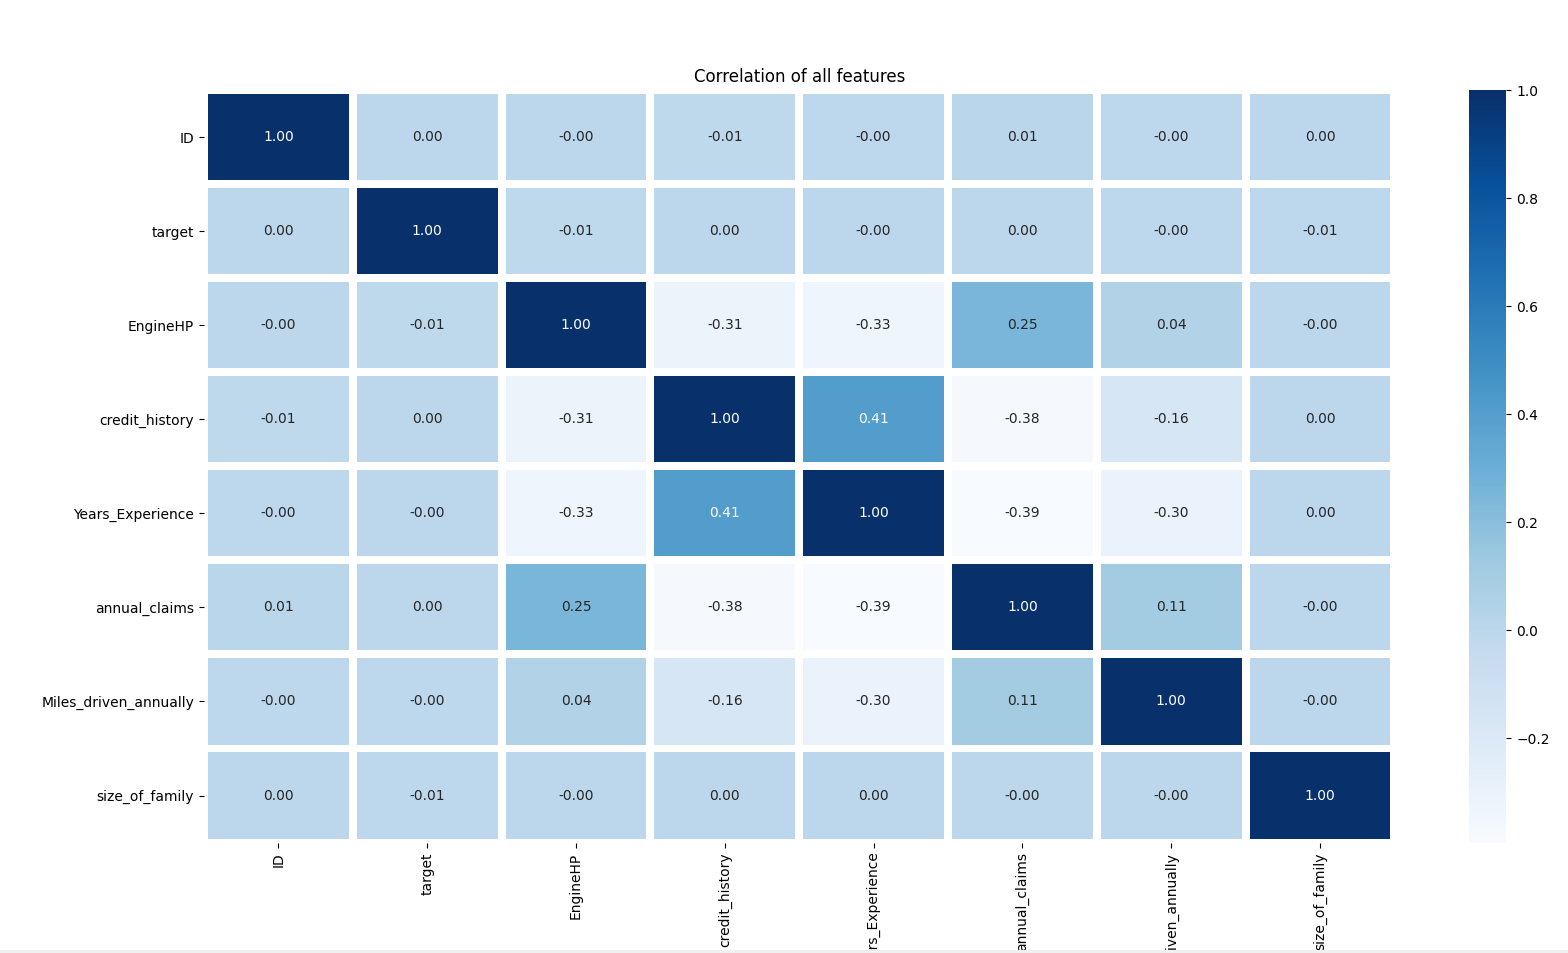 Correlation of all features
ID 1.00 0.00 -0.00 -0.01 -0.00 0.01 -0.00 0.00
target 0.00 1.00 -0.01 0.00 -0.00 0.00 -0.00 -0.01
EngineHP -0.00 -0.01 1.00 -0.31 -0.33 0.25 0.04 -0.00
credit_history -0.01 0.00 -0.31 1.00 0.41 -0.38 -0.16 0.00
Years_Experience -0.00 -0.00 -0.33 0.41 1.00 -0.39 -0.30 0.00
annual_claims 0.01 0.00 0.25 -0.38 -0.39 1.00 0.11 -0.00
Miles_driven_annually -0.00 -0.00 0.04 -0.16 -0.30 0.11 1.00 -0.00
size_of_family 0.00 -0.01 -0.00 0.00 0.00 -0.00 -0.00 1.00
ID
target
EngineHP
credit_history
rs_Experience
annual_claims
iven_annually
size_of_family
1.0
0.8
0.6
0.4
0.2
0.0
−0.2